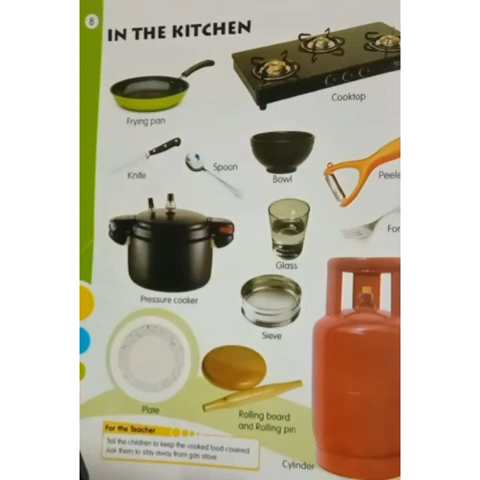 8
IN THE KITCHEN
Cooktop
Frying pan
Knife
Spoon
Bowl
Peele
For
Glass
Pressure cooker
Sieve
Plate
Rolling board
and Rolling pin
Cylinder
For the Teacher
Tell the children to keep the cooked food covered
Ask them to stay away from gas stove